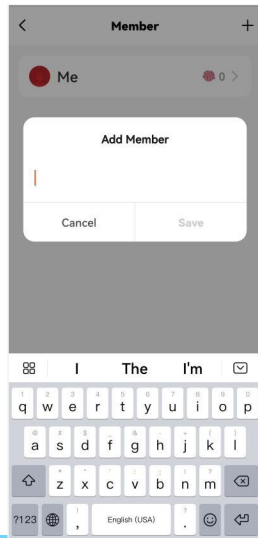 Member
Me
0
Add Member
Cancel
Save
I The I'm
1 2 3 4 5 6 7 8 9 0
q w e r t y u i o p
a s d f g h j k l
z x c v b n m
?123 , English (USA) .